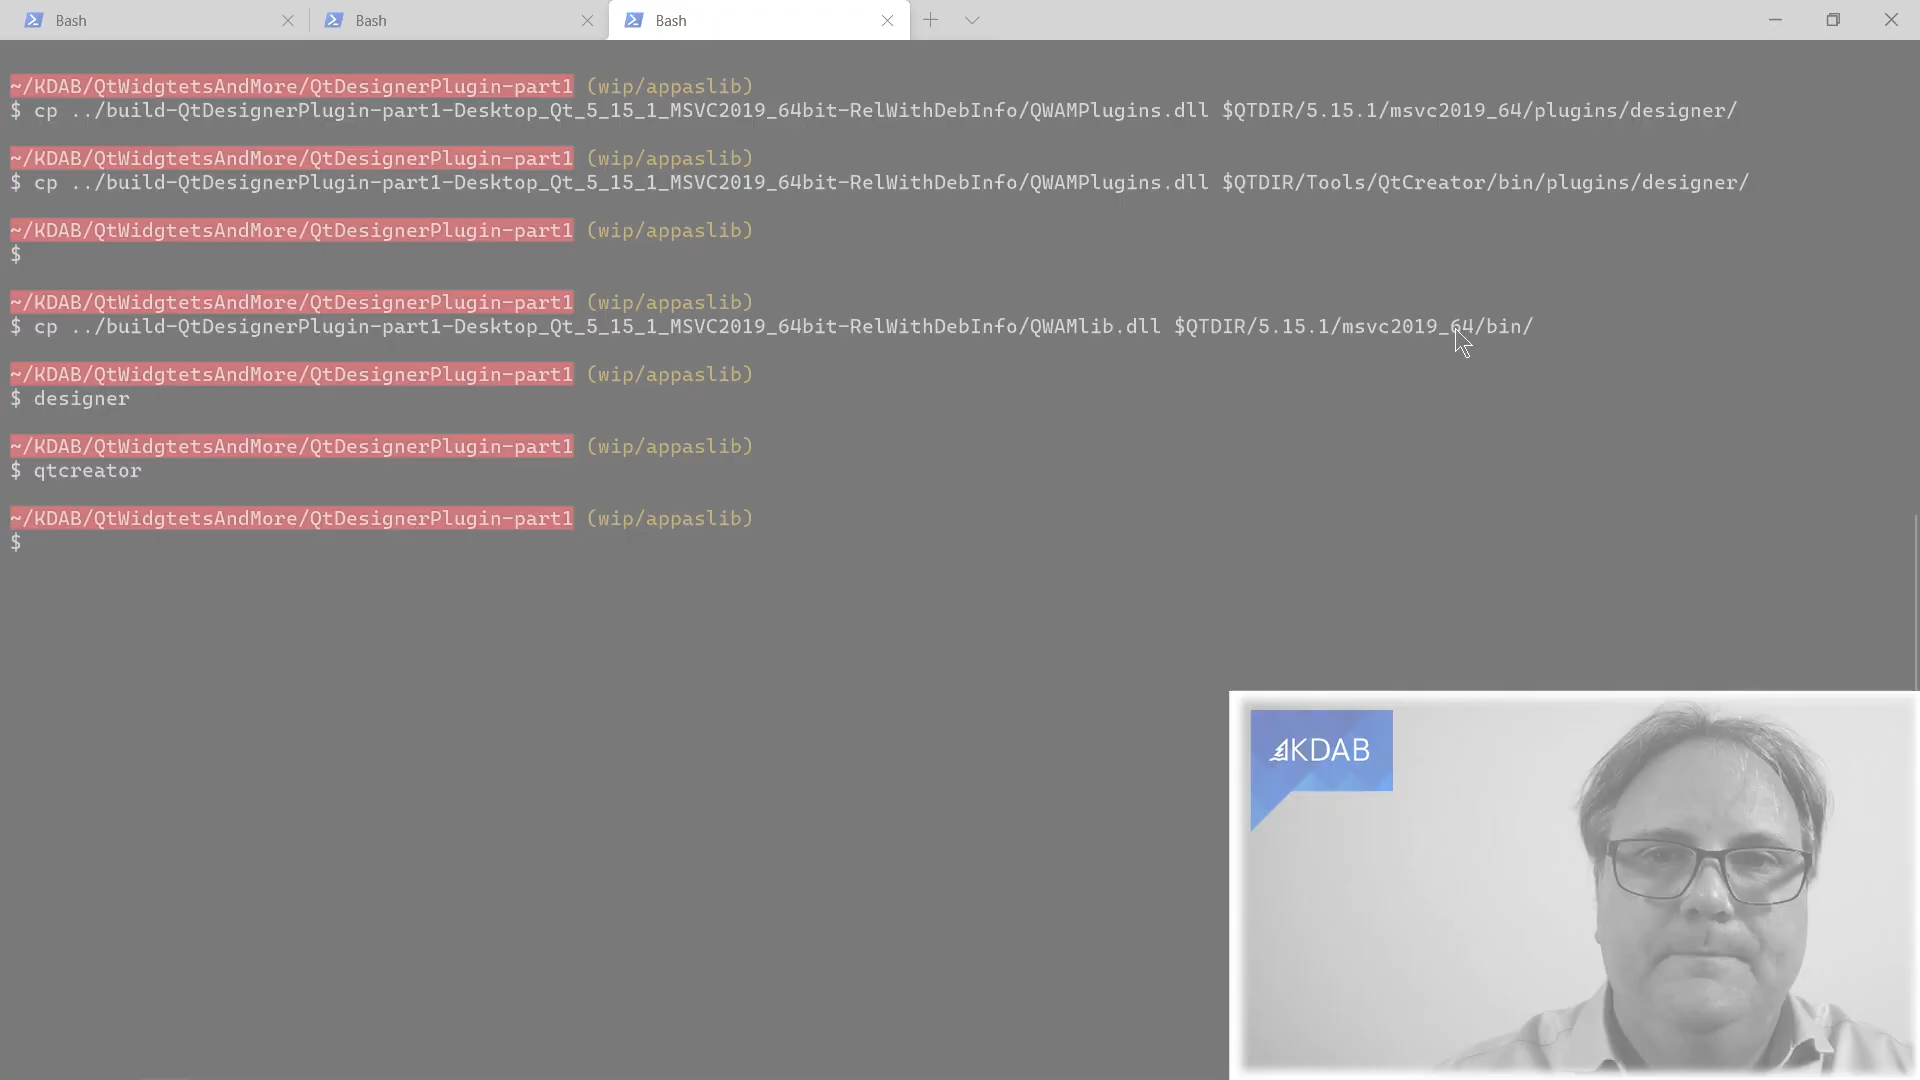 Bash Bash Bash
~/KDAB/QtWidgtetsAndMore/QtDesignerPlugin-part1 (wip/appaslib)
$ cp ../build-QtDesignerPlugin-part1-Desktop_Qt_5_15_1_MSVC2019_64bit-RelWithDebInfo/QWAMPlugins.dll $QTDIR/5.15.1/msvc2019_64/plugins/designer/
~/KDAB/QtWidgtetsAndMore/QtDesignerPlugin-part1 (wip/appaslib)
$ cp ../build-QtDesignerPlugin-part1-Desktop_Qt_5_15_1_MSVC2019_64bit-RelWithDebInfo/QWAMPlugins.dll $QTDIR/Tools/QtCreator/bin/plugins/designer/
~/KDAB/QtWidgtetsAndMore/QtDesignerPlugin-part1 (wip/appaslib)
$
~/KDAB/QtWidgtetsAndMore/QtDesignerPlugin-part1 (wip/appaslib)
$ cp ../build-QtDesignerPlugin-part1-Desktop_Qt_5_15_1_MSVC2019_64bit-RelWithDebInfo/QWAMlib.dll $QTDIR/5.15.1/msvc2019_64/bin/
~/KDAB/QtWidgtetsAndMore/QtDesignerPlugin-part1 (wip/appaslib)
$ designer
~/KDAB/QtWidgtetsAndMore/QtDesignerPlugin-part1 (wip/appaslib)
$ qtcreator
~/KDAB/QtWidgtetsAndMore/QtDesignerPlugin-part1 (wip/appaslib)
$
KDAB